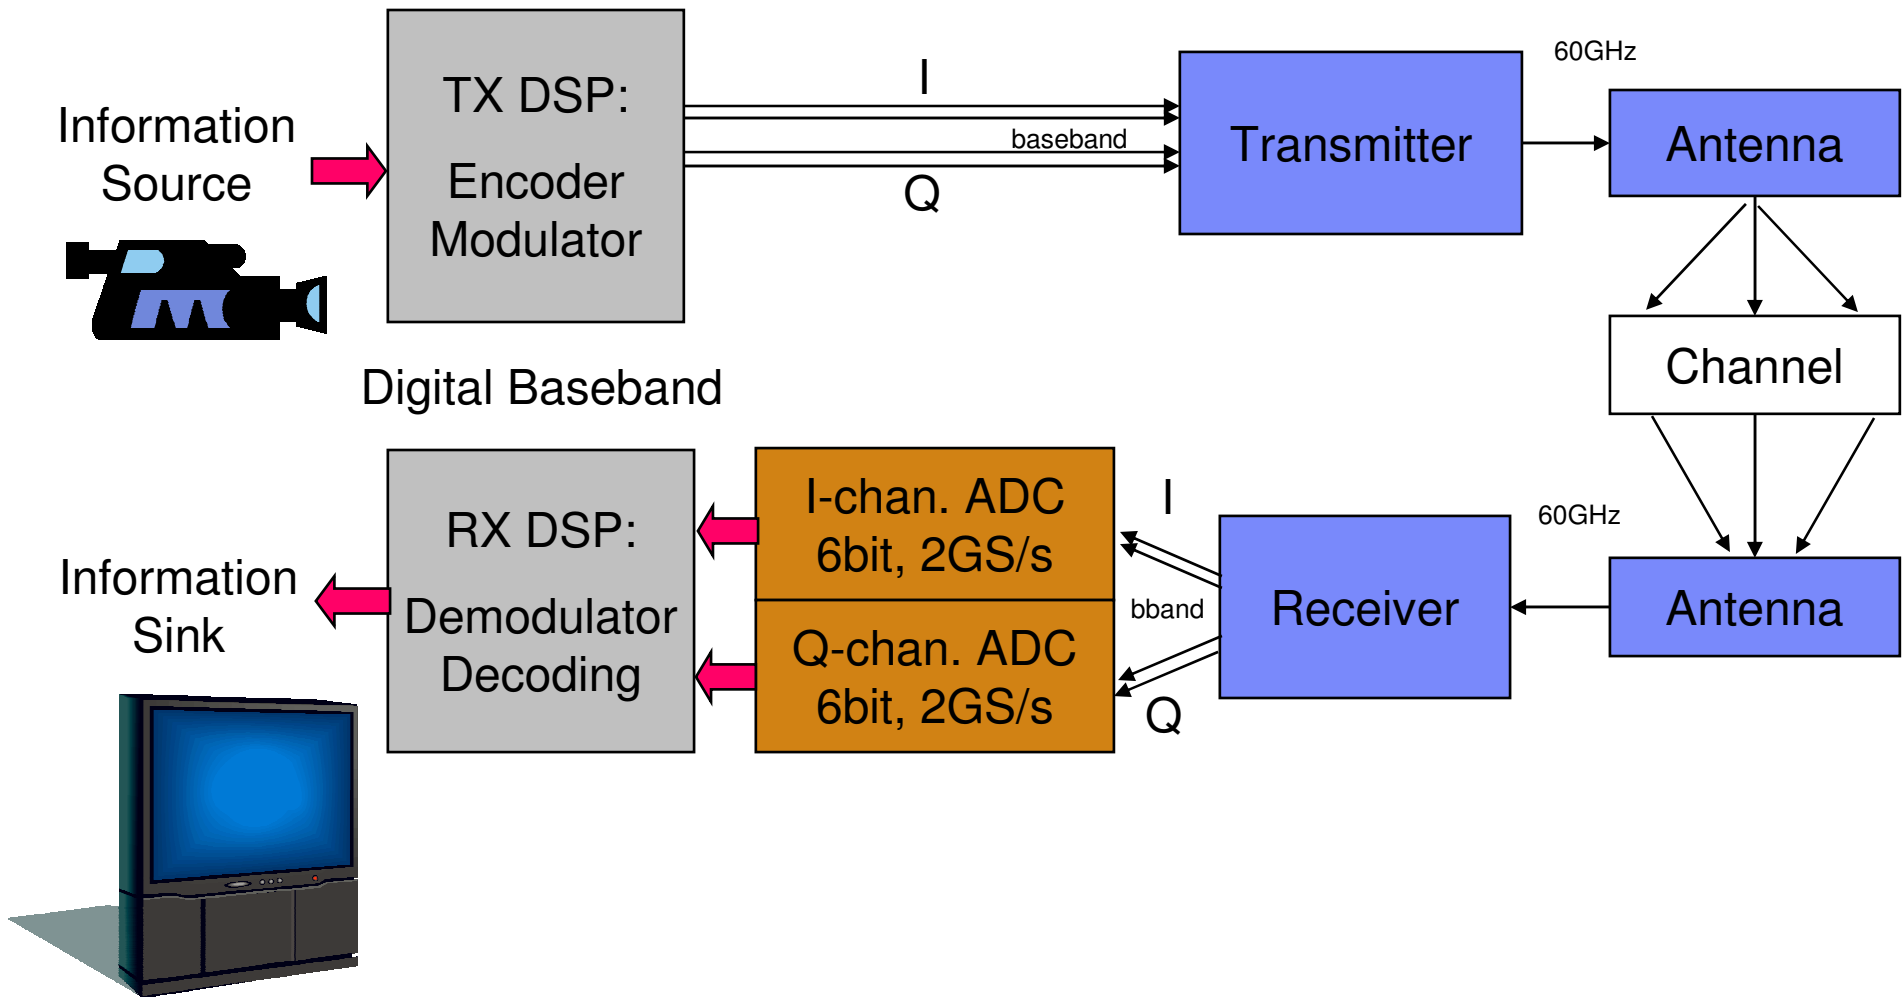 Information
Source
TX DSP:
Encoder
Modulator
I
baseband
Q
Transmitter
60GHz
Antenna
Channel
Digital Baseband
Information
Sink
RX DSP:
Demodulator
Decoding
I-chan. ADC
6bit, 2GS/s
Q-chan. ADC
6bit, 2GS/s
I
bband
Q
Receiver
60GHz
Antenna